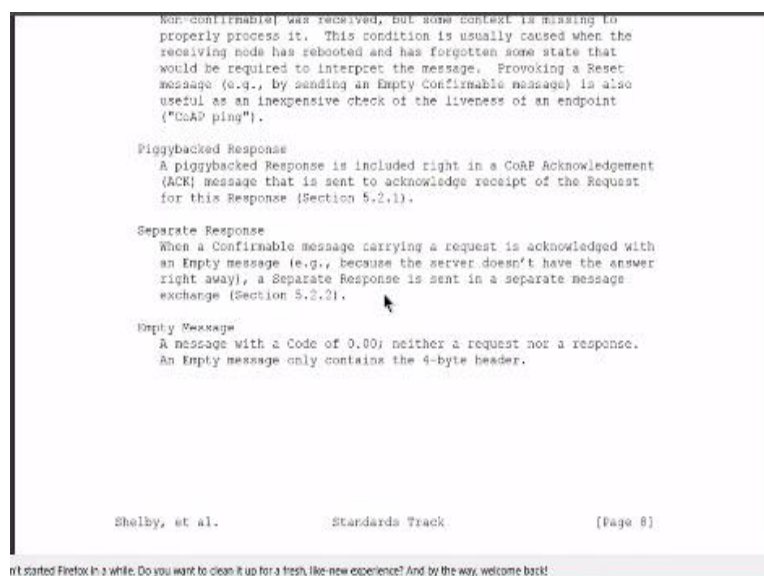 Non-confirmable) was received, but some context is missing to
properly process it.  This condition is usually caused when the
receiving node has rebooted and has forgotten some state that
would be required to interpret the message.  Provoking a Reset
message (e.g., by sending an Empty Confirmable message) is also
useful as an inexpensive check of the liveness of an endpoint
("CoAP ping").
Piggybacked Response
A piggybacked Response is included right in a CoAP Acknowledgement
(ACK) message that is sent to acknowledge receipt of the Request
for this Response (Section 5.2.1).
Separate Response
When a Confirmable message carrying a request is acknowledged with
an Empty message (e.g., because the server doesn't have the answer
right away), a Separate Response is sent in a separate message
exchange (Section 5.2.2).
Empty Message
A message with a Code of 0.00; neither a request nor a response.
An Empty message only contains the 4-byte header.
Shelby, et al. Standards Track [Page 8]
n't started Firefox in a while. Do you want to clean it up for a fresh, like-new experience? And by the way, welcome back!